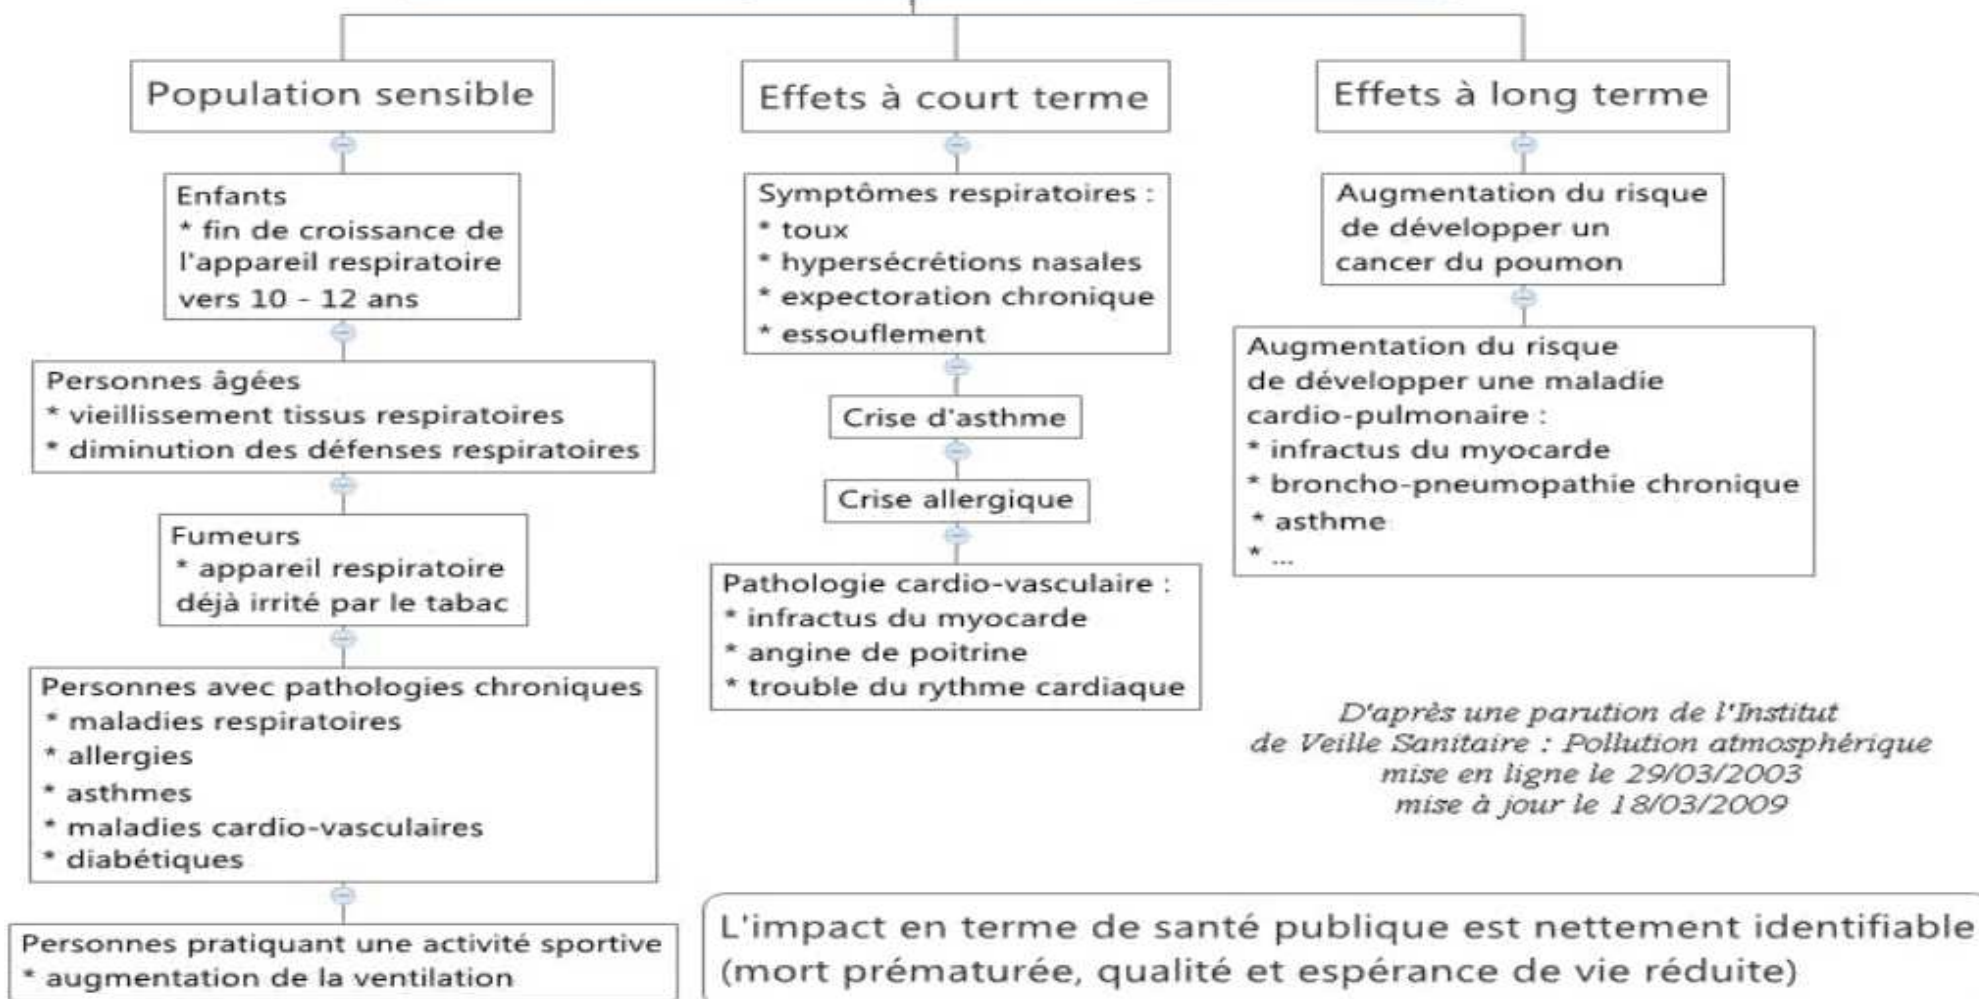 Population sensible
Enfants
* fin de croissance de
l'appareil respiratoire
vers 10 - 12 ans
Personnes âgées
* vieillissement tissus respiratoires
* diminution des défenses respiratoires
Fumeurs
* appareil respiratoire
déjà irrité par le tabac
Personnes avec pathologies chroniques
* maladies respiratoires
* allergies
* asthmes
* maladies cardio-vasculaires
* diabétiques
Personnes pratiquant une activité sportive
* augmentation de la ventilation
Effets à court terme
Symptômes respiratoires :
* toux
* hypersécrétions nasales
* expectoration chronique
* essouflement
Crise d'asthme
Crise allergique
Pathologie cardio-vasculaire :
* infractus du myocarde
* angine de poitrine
* trouble du rythme cardiaque
Effets à long terme
Augmentation du risque
de développer un
cancer du poumon
Augmentation du risque
de développer une maladie
cardio-pulmonaire :
* infractus du myocarde
* broncho-pneumopathie chronique
* asthme
* ...
D'après une parution de l'Institut
de Veille Sanitaire : Pollution atmosphérique
mise en ligne le 29/03/2003
mise à jour le 18/03/2009
L'impact en terme de santé publique est nettement identifiable
(mort prématurée, qualité et espérance de vie réduite)